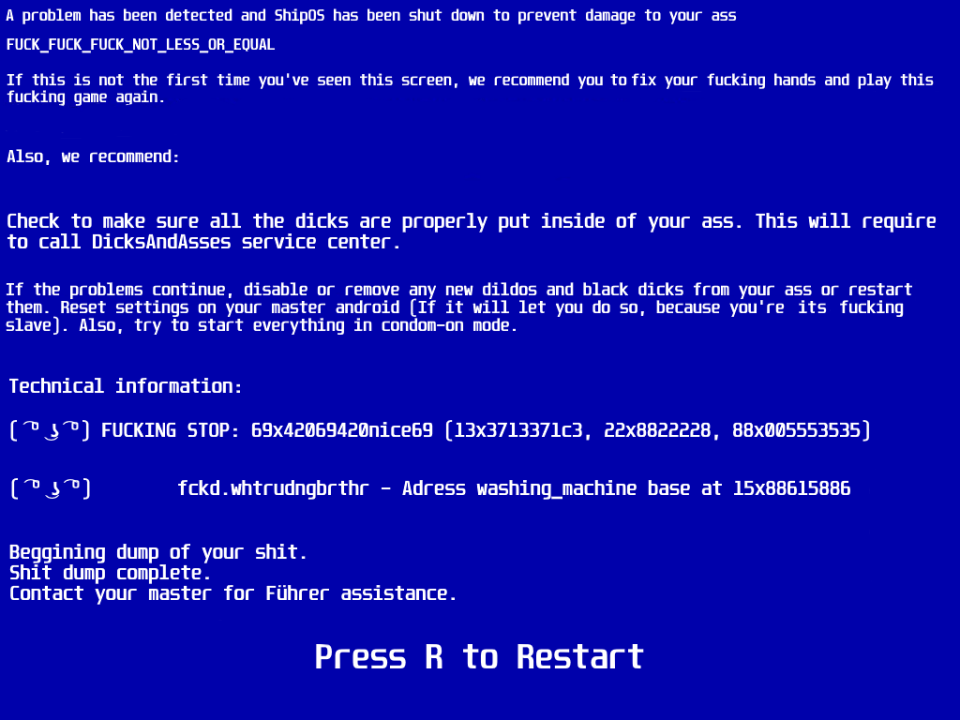 A problem has been detected and ShipOS has been shut down to prevent damage to your ass
FUCK_FUCK_FUCK_NOT_LESS_OR_EQUAL
If this is not the first time you've seen this screen, we recommend you to fix your fucking hands and play this
fucking game again.
Also, we recommend:
Check to make sure all the dicks are properly put inside of your ass. This will require
to call DicksAndAsses service center.
If the problems continue, disable or remove any new dildos and black dicks from your ass or restart
them. Reset settings on your master android (If it will let you do so, because you're its fucking
slave). Also, try to start everything in condom-on mode.
Technical information:
( ͡° ͜ʖ ͡°) FUCKING STOP: 69x42069420nice69 (13x3713371c3, 22x8822228, 88x005553535)
( ͡° ͜ʖ ͡°) fckd.whtrudngbrthr - Adress washing_machine base at 15x88615886
Beggining dump of your shit.
Shit dump complete.
Contact your master for Führer assistance.
Press R to Restart